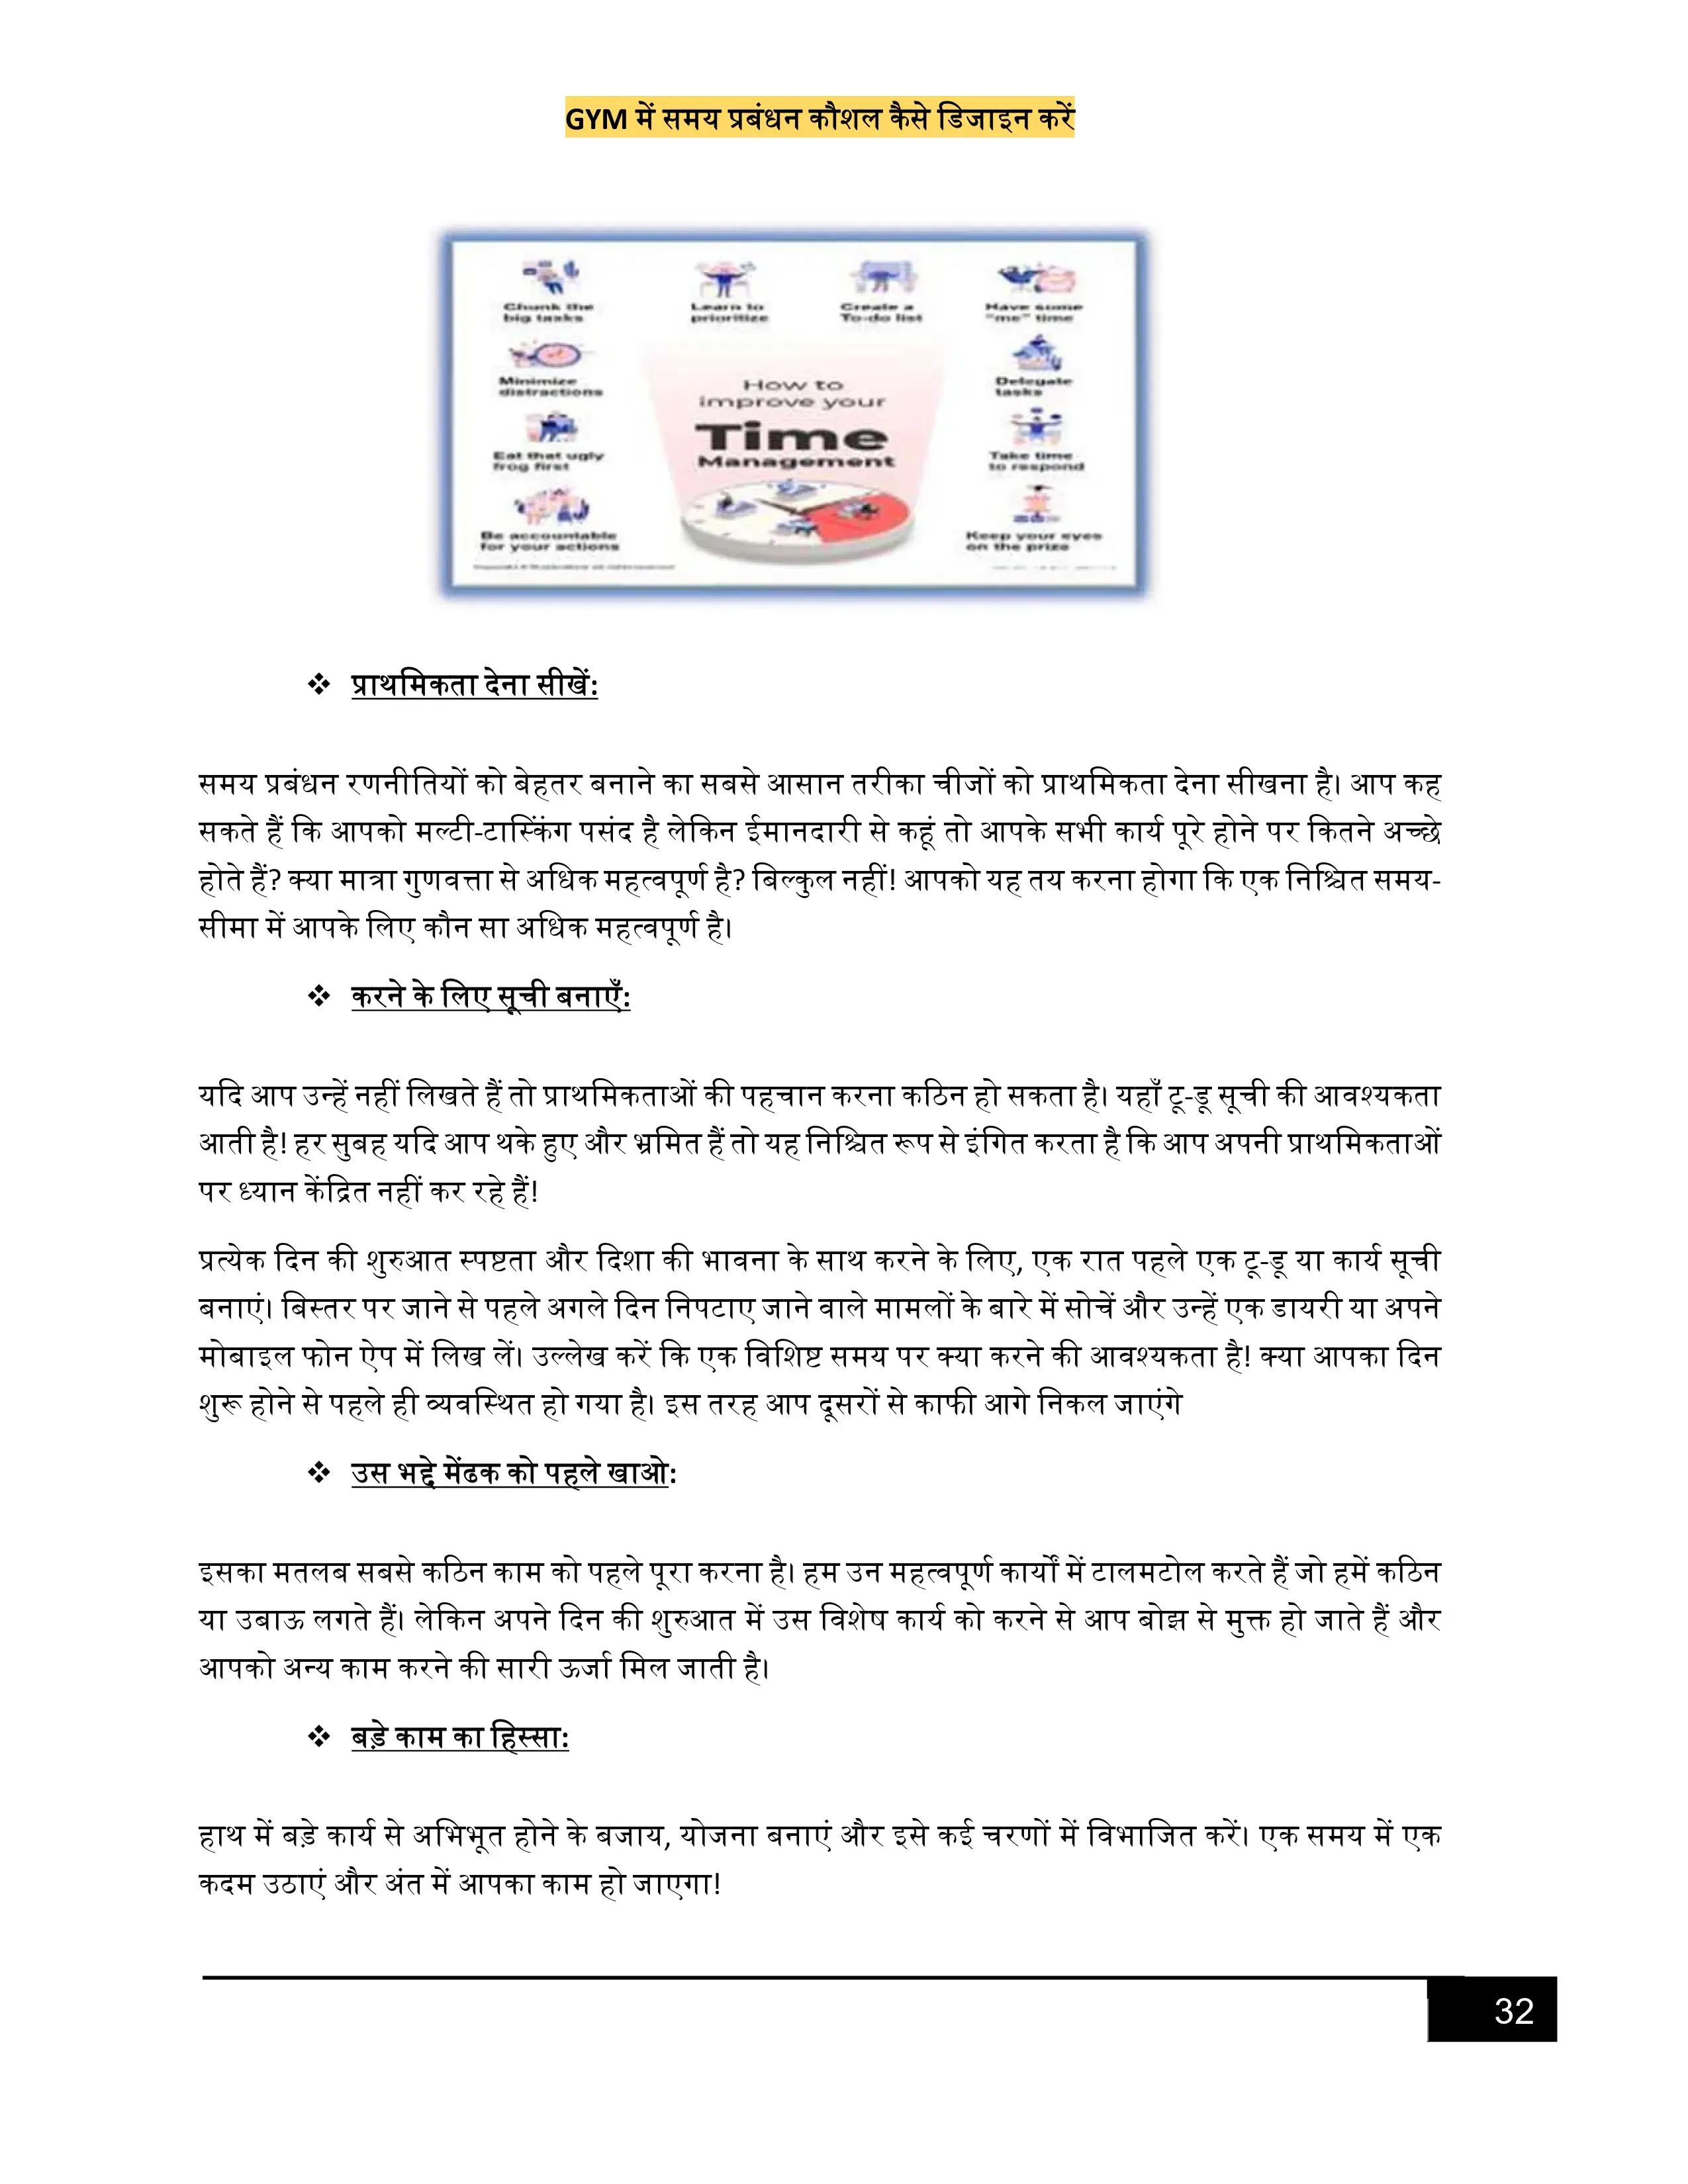 GYM में समय प्रबंधन कौशल कैसे डिजाइन करें
Chunk the
big tasks
Learn to
prioritize
Create a
To-do list
Have some
"me" time
Minimize
distractions
Delegate
tasks
How to
improve your
Time
Management
Eat that ugly
frog first
Take time
to respond
Be accountable
for your actions
Keep your eyes
on the prize
❖ प्राथमिकता देना सीखें:
समय प्रबंधन रणनीतियों को बेहतर बनाने का सबसे आसान तरीका चीजों को प्राथमिकता देना सीखना है। आप कह
सकते हैं कि आपको मल्टी-टास्किंग पसंद है लेकिन ईमानदारी से कहूं तो आपके सभी कार्य पूरे होने पर कितने अच्छे
होते हैं? क्या मात्रा गुणवत्ता से अधिक महत्वपूर्ण है? बिल्कुल नहीं! आपको यह तय करना होगा कि एक निश्चित समय-
सीमा में आपके लिए कौन सा अधिक महत्वपूर्ण है।
❖ करने के लिए सूची बनाएँ:
यदि आप उन्हें नहीं लिखते हैं तो प्राथमिकताओं की पहचान करना कठिन हो सकता है। यहाँ टू-डू सूची की आवश्यकता
आती है! हर सुबह यदि आप थके हुए और भ्रमित हैं तो यह निश्चित रूप से इंगित करता है कि आप अपनी प्राथमिकताओं
पर ध्यान केंद्रित नहीं कर रहे हैं!
प्रत्येक दिन की शुरुआत स्पष्टता और दिशा की भावना के साथ करने के लिए, एक रात पहले एक टू-डू या कार्य सूची
बनाएं। बिस्तर पर जाने से पहले अगले दिन निपटाए जाने वाले मामलों के बारे में सोचें और उन्हें एक डायरी या अपने
मोबाइल फोन ऐप में लिख लें। उल्लेख करें कि एक विशिष्ट समय पर क्या करने की आवश्यकता है! क्या आपका दिन
शुरू होने से पहले ही व्यवस्थित हो गया है। इस तरह आप दूसरों से काफी आगे निकल जाएंगे
❖ उस भद्दे मेंढक को पहले खाओ:
इसका मतलब सबसे कठिन काम को पहले पूरा करना है। हम उन महत्वपूर्ण कार्यों में टालमटोल करते हैं जो हमें कठिन
या उबाऊ लगते हैं। लेकिन अपने दिन की शुरुआत में उस विशेष कार्य को करने से आप बोझ से मुक्त हो जाते हैं और
आपको अन्य काम करने की सारी ऊर्जा मिल जाती है।
❖ बड़े काम का हिस्सा:
हाथ में बड़े कार्य से अभिभूत होने के बजाय, योजना बनाएं और इसे कई चरणों में विभाजित करें। एक समय में एक
कदम उठाएं और अंत में आपका काम हो जाएगा!
32